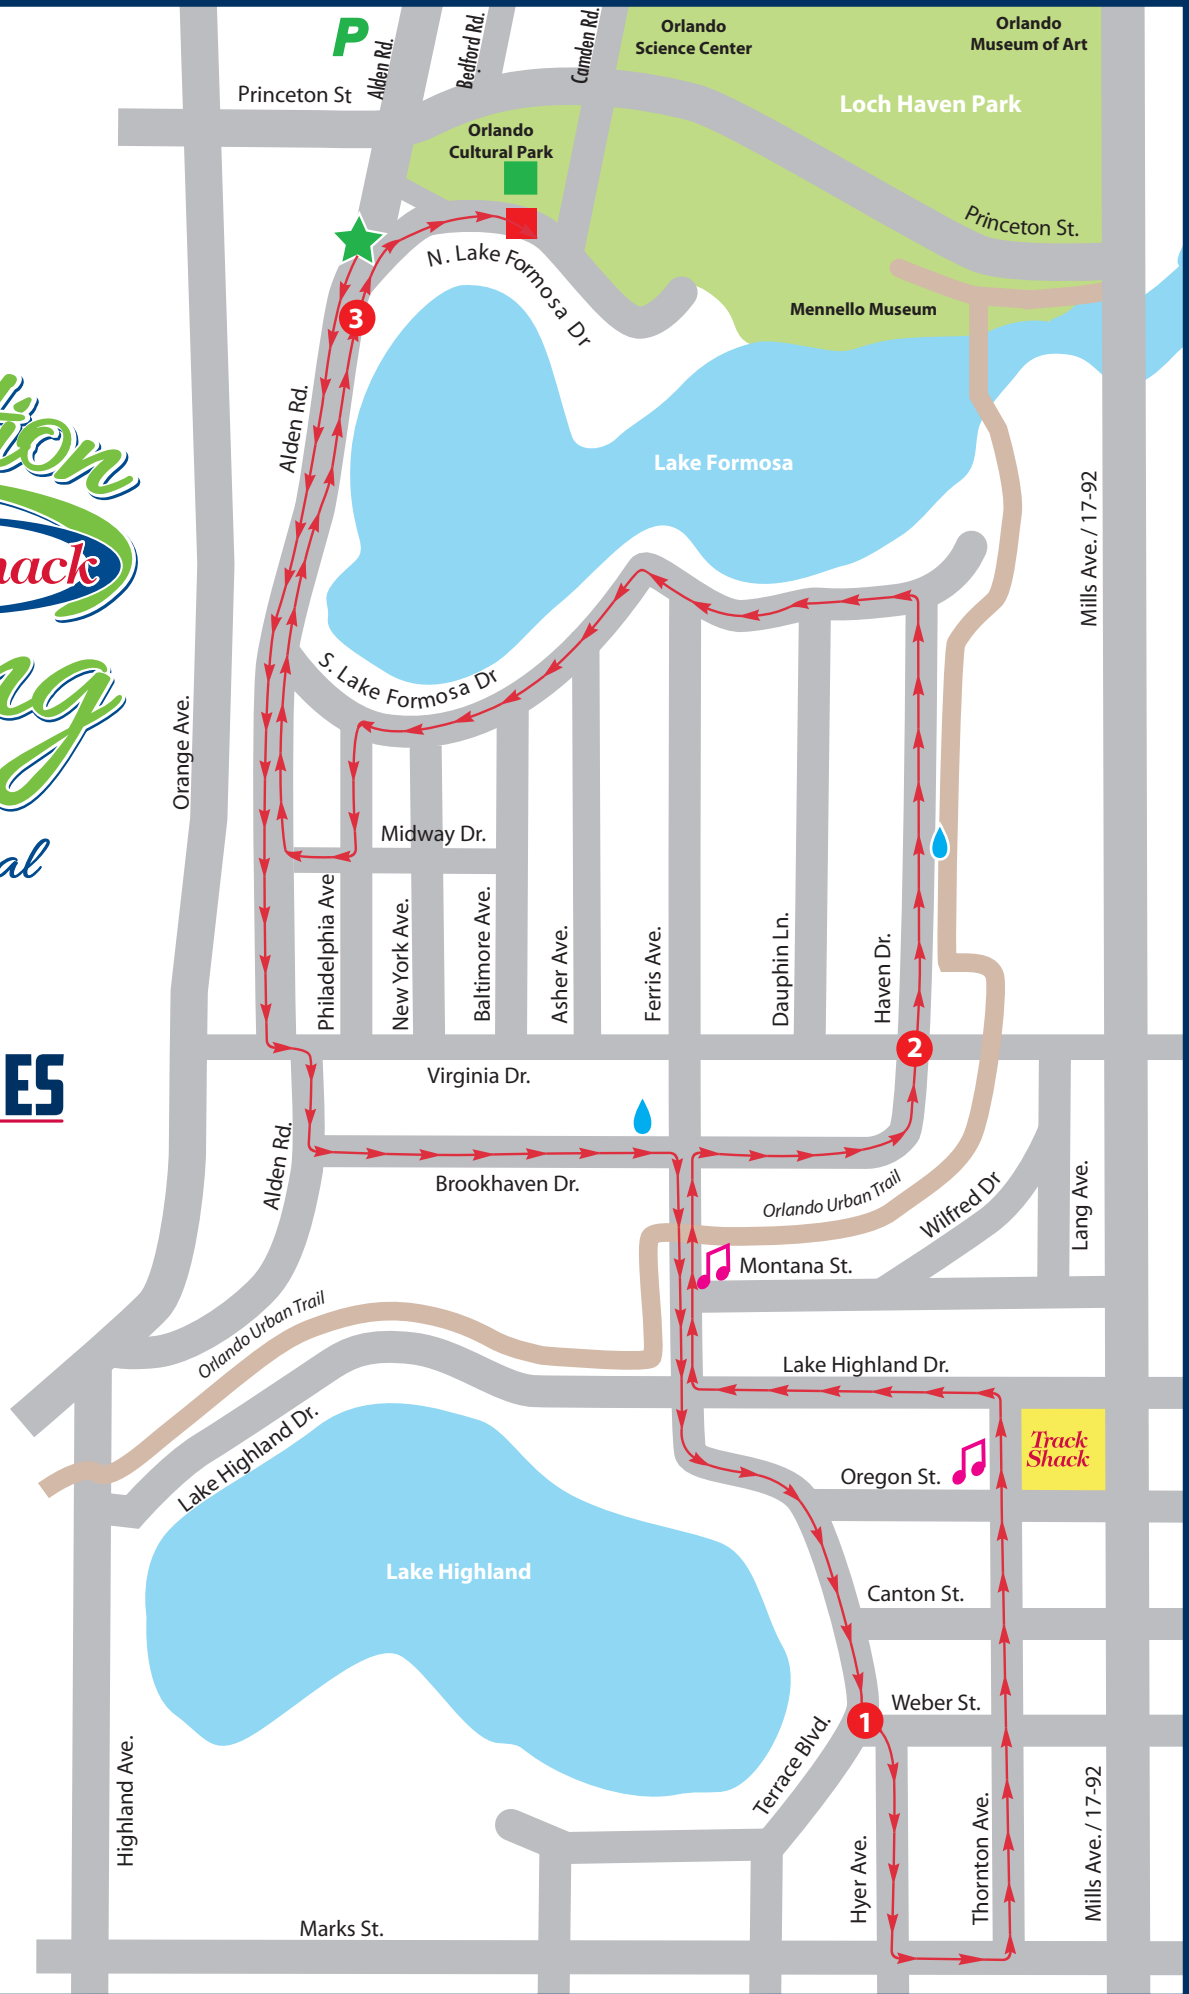 P
Alden Rd.
Bedford Rd.
Camden Rd.
Orlando
Science Center
Orlando
Museum of Art
Princeton St
Loch Haven Park
Orlando
Cultural Park
Princeton St.
N. Lake Formosa Dr
Mennello Museum
3
Alden Rd.
Lake Formosa
Mills Ave. / 17-92
S. Lake Formosa Dr
Orange Ave.
Midway Dr.
Philadelphia Ave
New York Ave.
Baltimore Ave.
Asher Ave.
Ferris Ave.
Dauphin Ln.
Haven Dr.
2
ES
Virginia Dr.
Alden Rd.
Brookhaven Dr.
Orlando Urban Trail
Wilfred Dr
Lang Ave.
Montana St.
Orlando Urban Trail
Lake Highland Dr.
Lake Highland Dr.
Track
Shack
Oregon St.
Lake Highland
Canton St.
Weber St.
1
Terrace Blvd.
Highland Ave.
Hyer Ave.
Thornton Ave.
Mills Ave. / 17-92
Marks St.